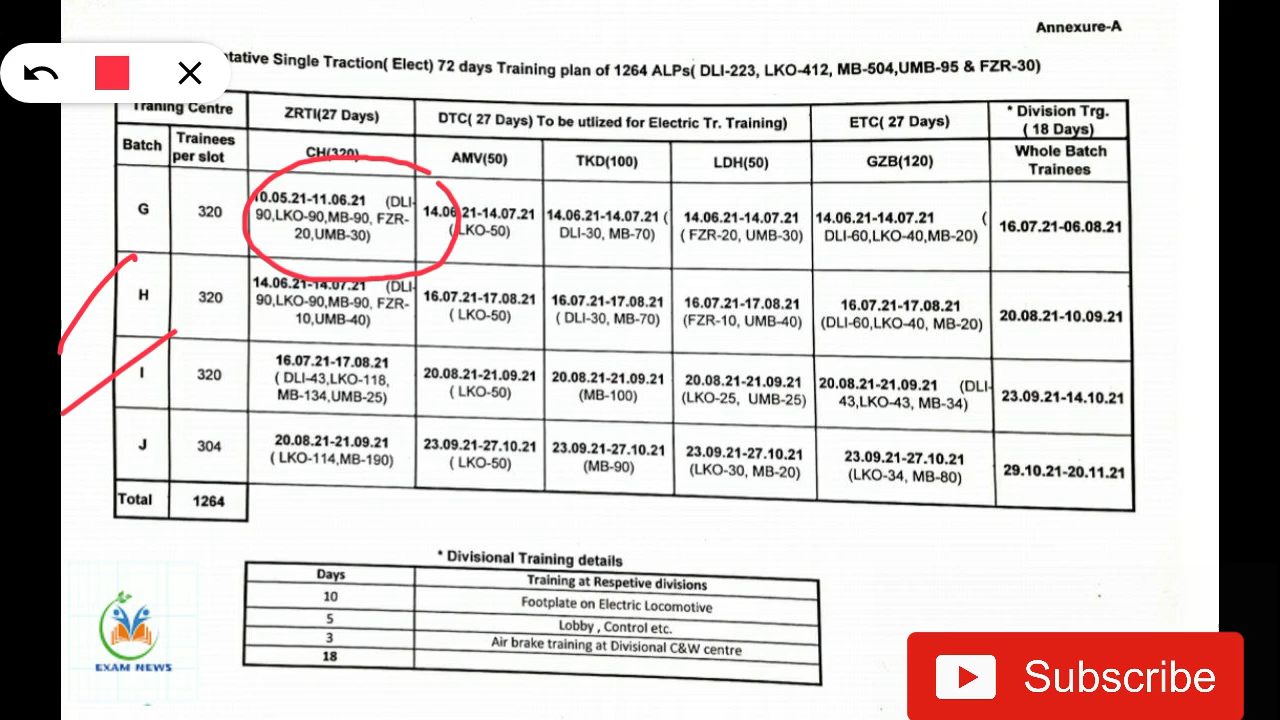 Annexure-A
tative Single Traction( Elect) 72 days Training plan of 1264 ALPs( DLI-223, LKO-412, MB-504,UMB-95 & FZR-30)
Traning Centre
ZRTI(27 Days)
DTC( 27 Days) To be utlized for Electric Tr. Training)
ETC( 27 Days)
* Division Trg.
( 18 Days)
Batch
Trainees
per slot
CH(320)
AMV(50)
TKD(100)
LDH(50)
GZB(120)
Whole Batch
Trainees
G
320
10.05.21-11.06.21 (DLI-
90,LKO-90,MB-90, FZR-
20,UMB-30)
14.06.21-14.07.21
( LKO-50)
14.06.21-14.07.21 (
DLI-30, MB-70)
14.06.21-14.07.21
( FZR-20, UMB-30)
14.06.21-14.07.21 (
DLI-60,LKO-40,MB-20)
16.07.21-06.08.21
H
320
14.06.21-14.07.21 (DLI-
90,LKO-90,MB-90, FZR-
10,UMB-40)
16.07.21-17.08.21
( LKO-50)
16.07.21-17.08.21
( DLI-30, MB-70)
16.07.21-17.08.21
(FZR-10, UMB-40)
16.07.21-17.08.21
(DLI-60,LKO-40, MB-20)
20.08.21-10.09.21
I
320
16.07.21-17.08.21
( DLI-43,LKO-118,
MB-134,UMB-25)
20.08.21-21.09.21
( LKO-50)
20.08.21-21.09.21
(MB-100)
20.08.21-21.09.21
(LKO-25, UMB-25)
20.08.21-21.09.21 (DLI-
43,LKO-43, MB-34)
23.09.21-14.10.21
J
304
20.08.21-21.09.21
( LKO-114,MB-190)
23.09.21-27.10.21
( LKO-50)
23.09.21-27.10.21
(MB-90)
23.09.21-27.10.21
(LKO-30, MB-20)
23.09.21-27.10.21
(LKO-34, MB-80)
29.10.21-20.11.21
Total
1264
* Divisional Training details
Days
Training at Respetive divisions
10
Footplate on Electric Locomotive
5
Lobby , Control etc.
3
Air brake training at Divisional C&W centre
18
EXAM NEWS
Subscribe